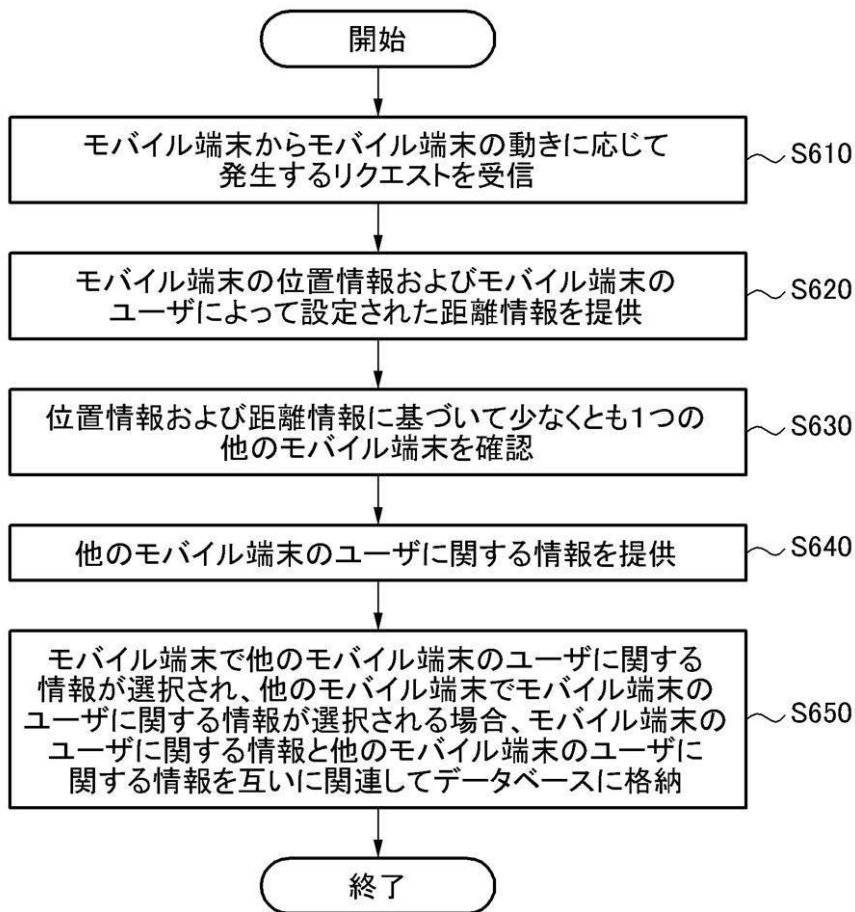 開始
モバイル端末からモバイル端末の動きに応じて
発生するリクエストを受信
S610
モバイル端末の位置情報およびモバイル端末の
ユーザによって設定された距離情報を提供
S620
位置情報および距離情報に基づいて少なくとも1つの
他のモバイル端末を確認
S630
他のモバイル端末のユーザに関する情報を提供
S640
モバイル端末で他のモバイル端末のユーザに関する
情報が選択され、他のモバイル端末でモバイル端末の
ユーザに関する情報が選択される場合、モバイル端末の
ユーザに関する情報と他のモバイル端末のユーザに
関する情報を互いに関連してデータベースに格納
S650
終了